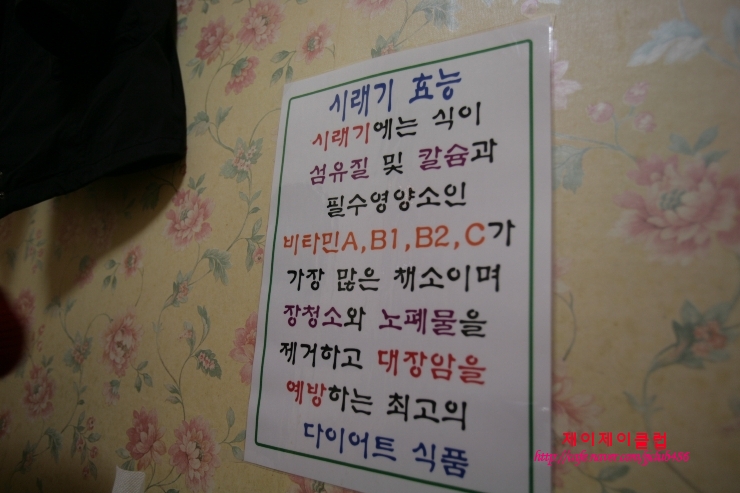 시래기 효능
시래기에는 식이
섬유질 및 칼슘과
필수영양소인
비타민A,B1,B2,C가
가장 많은 채소이며
장청소와 노폐물을
제거하고 대장암을
예방하는 최고의
다이어트 식품
제이제이클럽